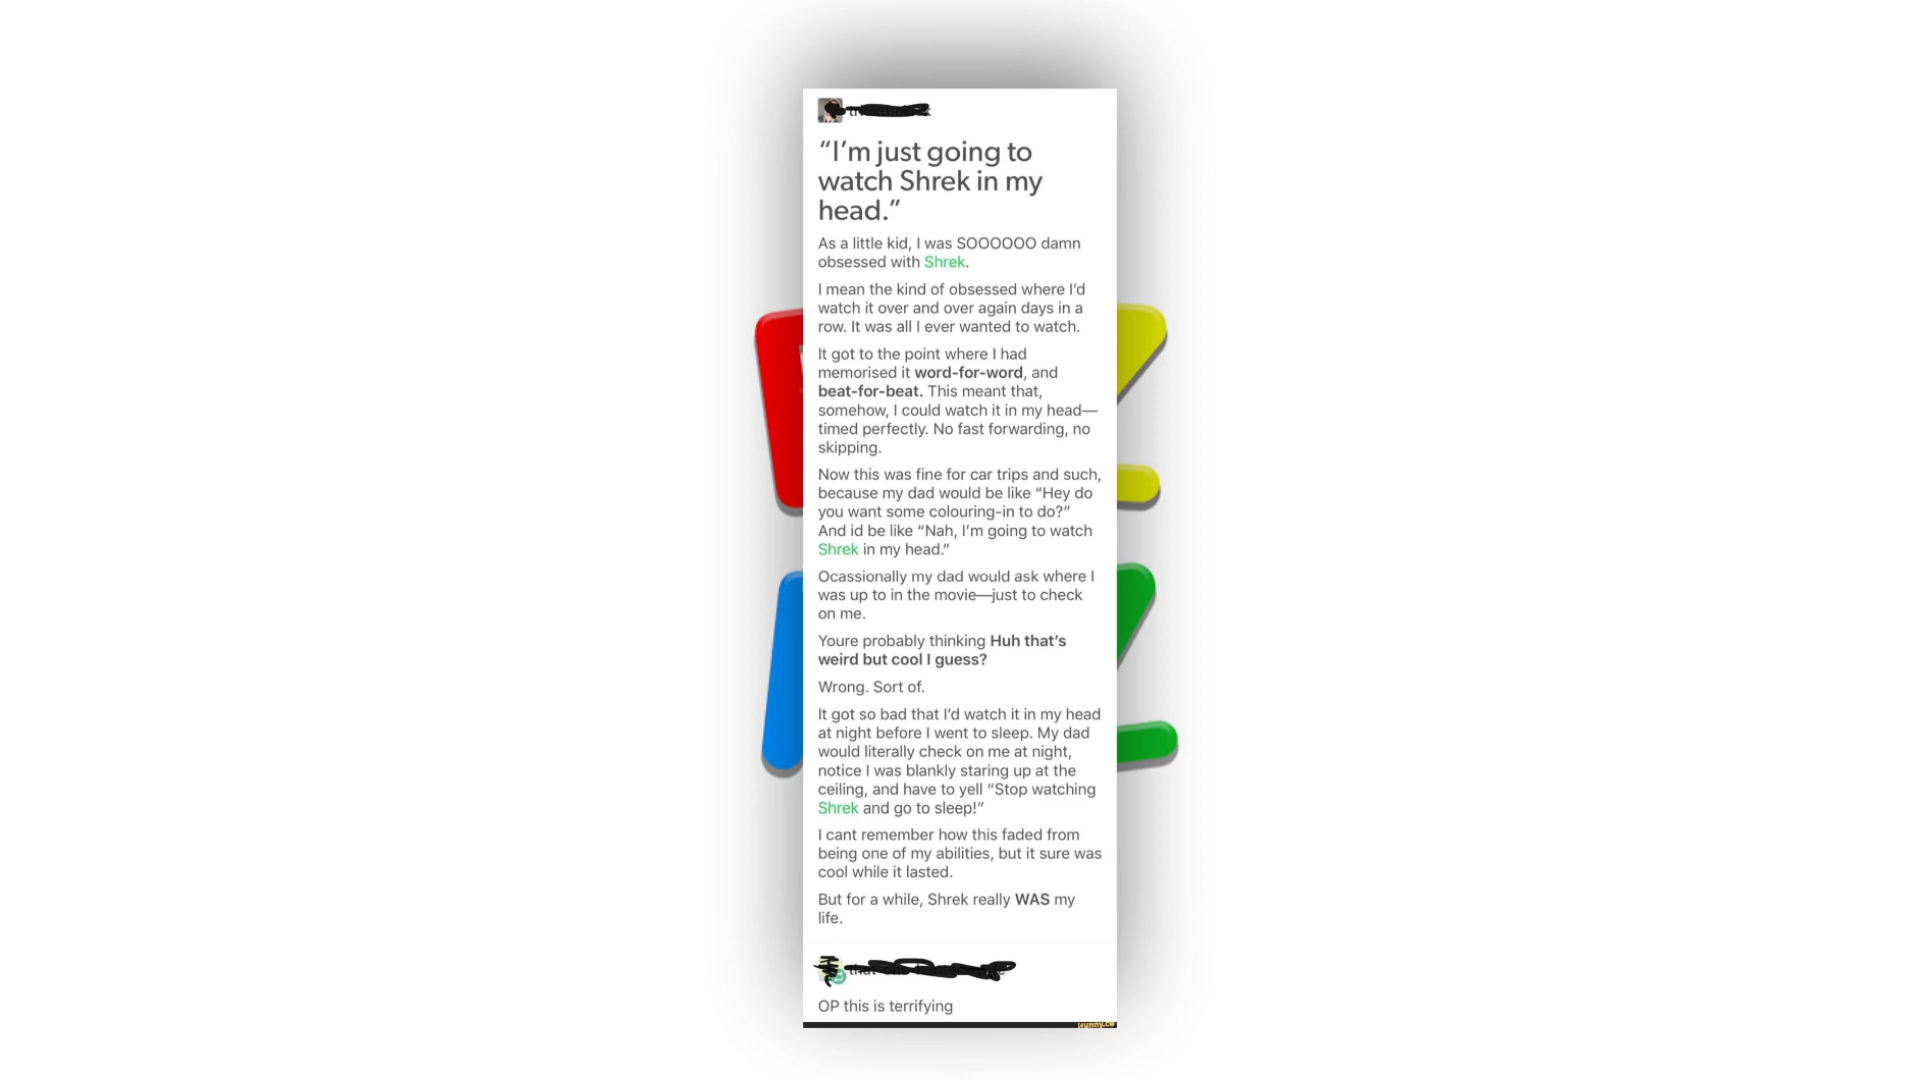 “I’m just going to
watch Shrek in my
head.”
As a little kid, I was SOOOOOO damn
obsessed with Shrek.
I mean the kind of obsessed where I’d
watch it over and over again days in a
row. It was all I ever wanted to watch.
It got to the point where I had
memorised it word-for-word, and
beat-for-beat. This meant that,
somehow, I could watch it in my head—
timed perfectly. No fast forwarding, no
skipping.
Now this was fine for car trips and such,
because my dad would be like “Hey do
you want some colouring-in to do?”
And id be like “Nah, I’m going to watch
Shrek in my head.”
Ocassionally my dad would ask where I
was up to in the movie—just to check
on me.
Youre probably thinking Huh that’s
weird but cool I guess?
Wrong. Sort of.
It got so bad that I’d watch it in my head
at night before I went to sleep. My dad
would literally check on me at night,
notice I was blankly staring up at the
ceiling, and have to yell “Stop watching
Shrek and go to sleep!”
I cant remember how this faded from
being one of my abilities, but it sure was
cool while it lasted.
But for a while, Shrek really WAS my
life.
OP this is terrifying
ifunny.co